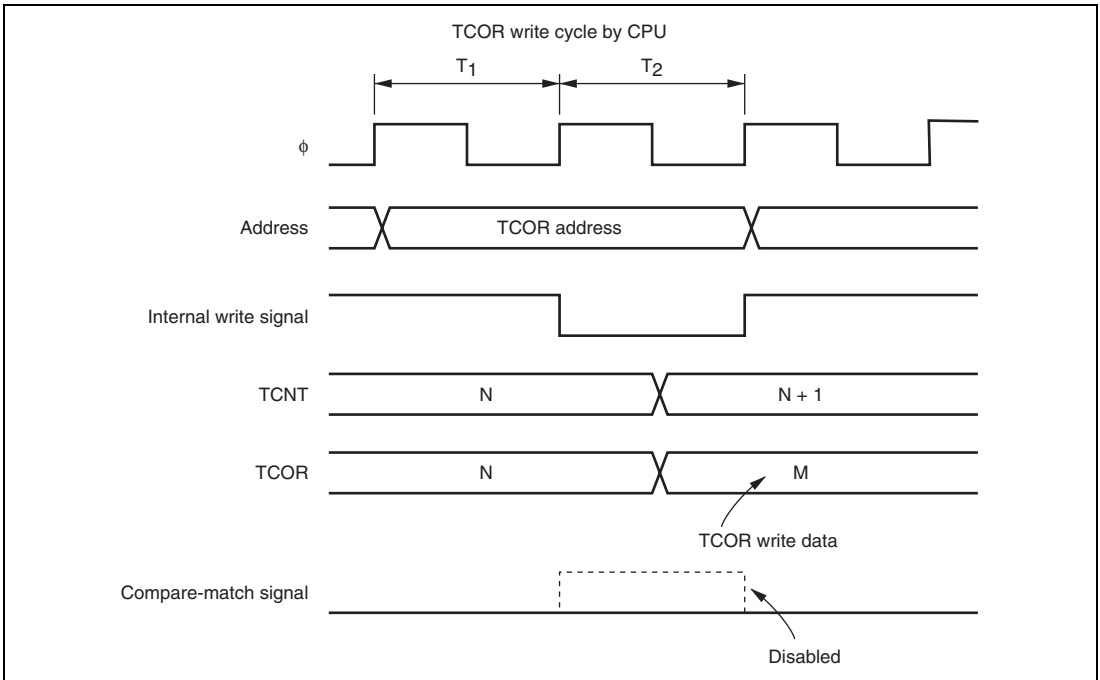 TCOR write cycle by CPU
T1 T2
φ
Address TCOR address
Internal write signal
TCNT N N + 1
TCOR N M
TCOR write data
Compare-match signal
Disabled